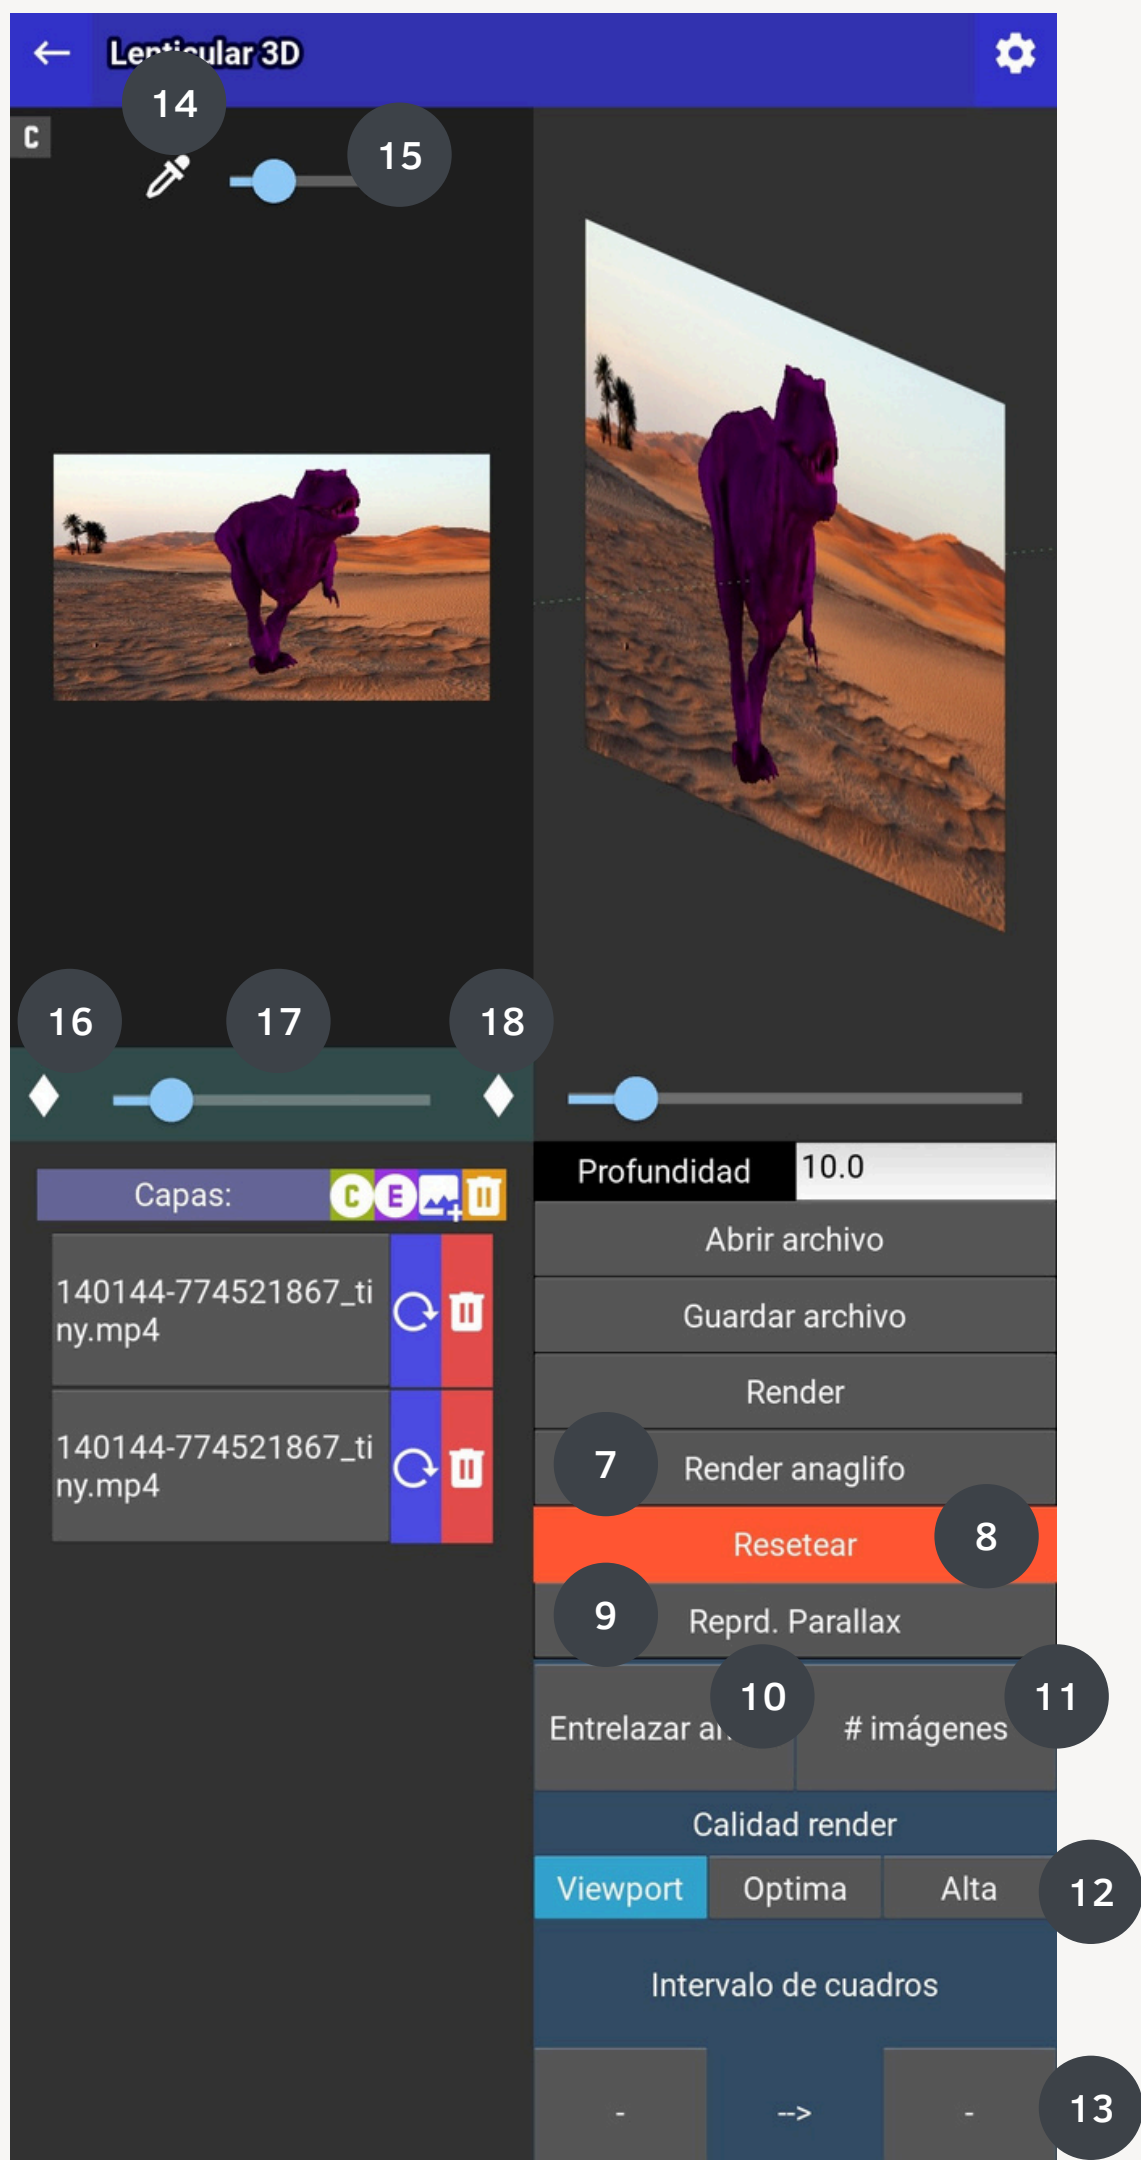 Lenticular 3D
14
C
15
16
17
18
Profundidad
10.0
Capas:
C
E
Abrir archivo
140144-774521867_ti
ny.mp4
Guardar archivo
Render
140144-774521867_ti
ny.mp4
7
Render anaglifo
Resetear
8
9
Reprd. Parallax
10
11
Entrelazar
# imágenes
Calidad render
Viewport
Optima
Alta
12
Intervalo de cuadros
-
-->
-
13